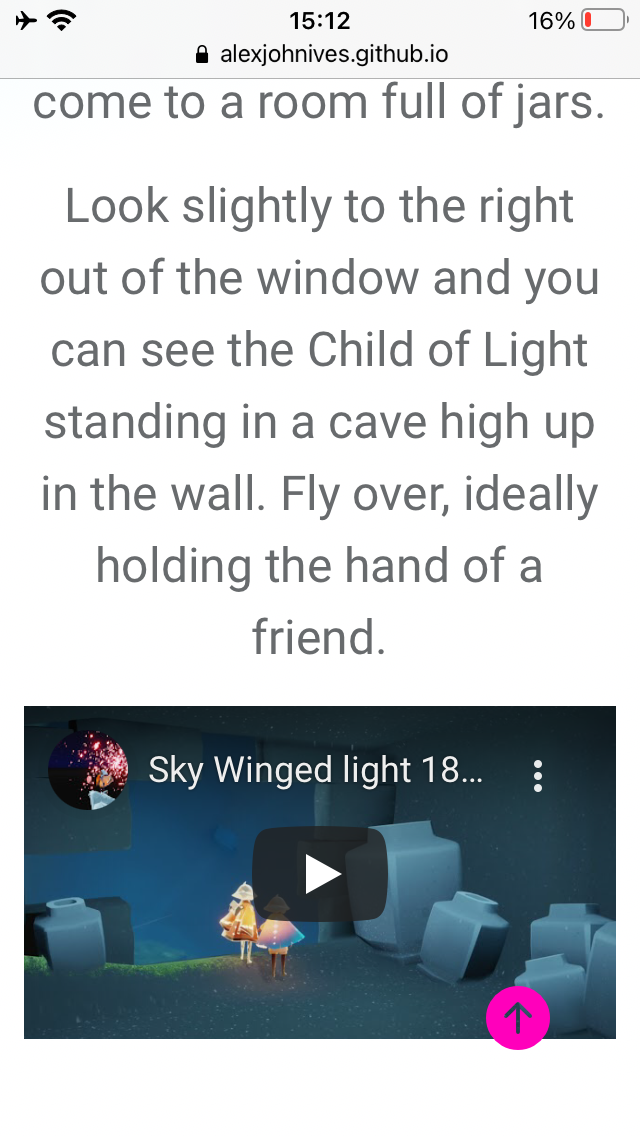 15:12
16%
alexjohnives.github.io
come to a room full of jars.
Look slightly to the right
out of the window and you
can see the Child of Light
standing in a cave high up
in the wall. Fly over, ideally
holding the hand of a
friend.
Sky Winged light 18...